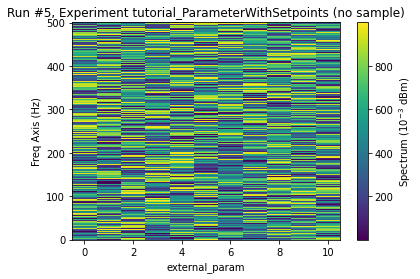 Run #5, Experiment tutorial_ParameterWithSetpoints (no sample)
500
400
300
200
100
0
Freq Axis (Hz)
0 2 4 6 8 10
external_param
800
600
400
200
Spectrum (10⁻³ dBm)